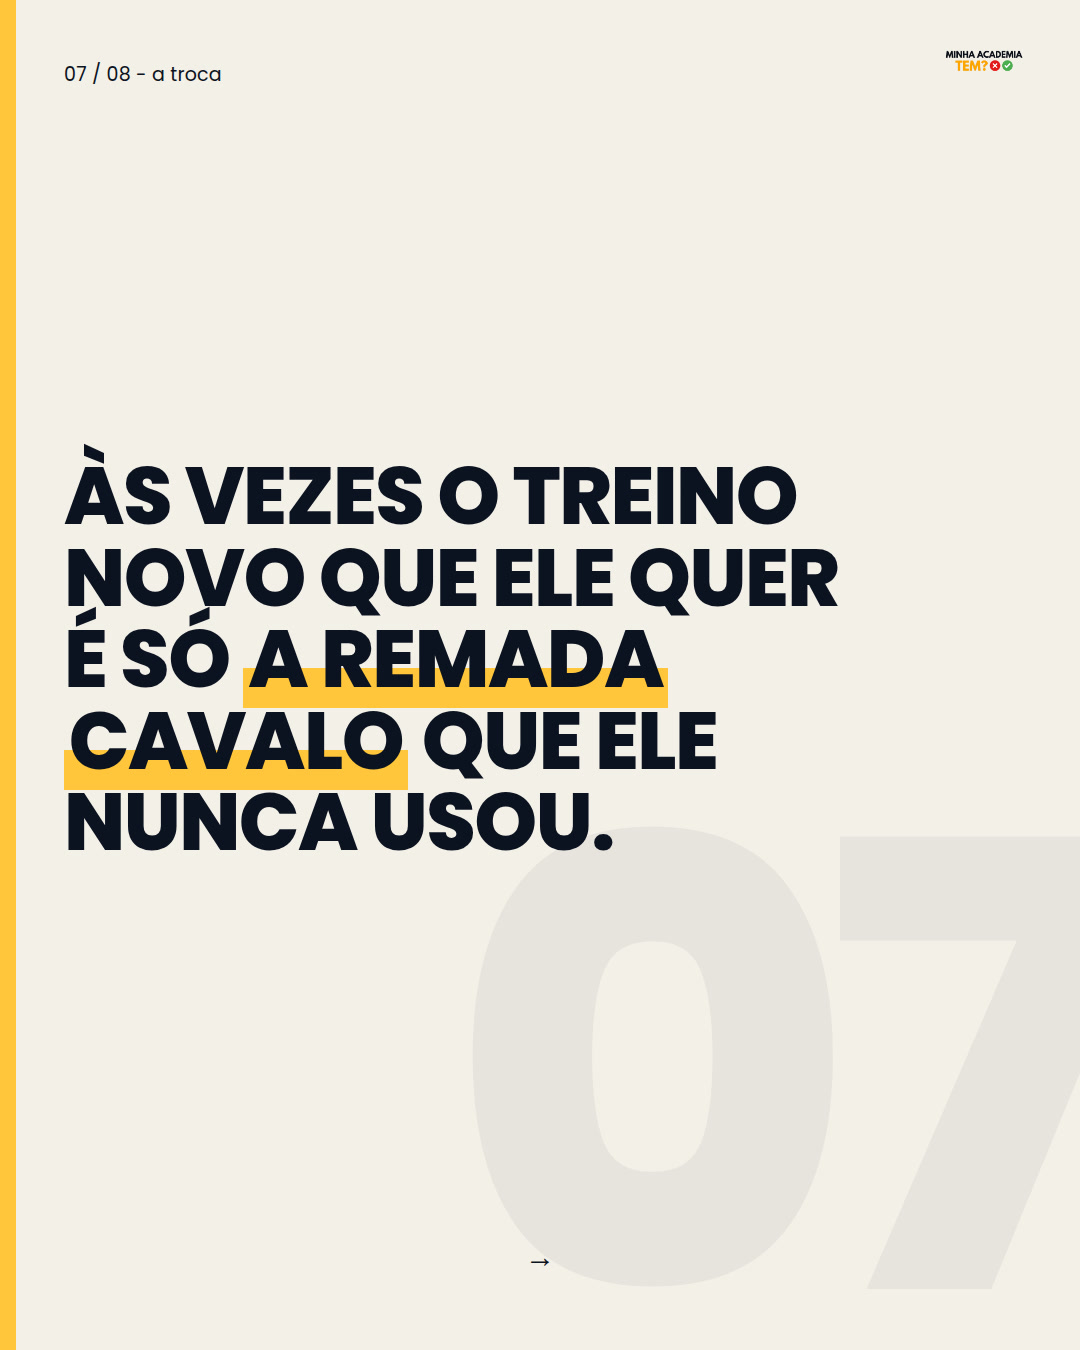 07 / 08 - a troca
MINHA ACADEMIA
TEM?
ÀS VEZES O TREINO
NOVO QUE ELE QUER
É SÓ A REMADA
CAVALO QUE ELE
NUNCA USOU.
07
→